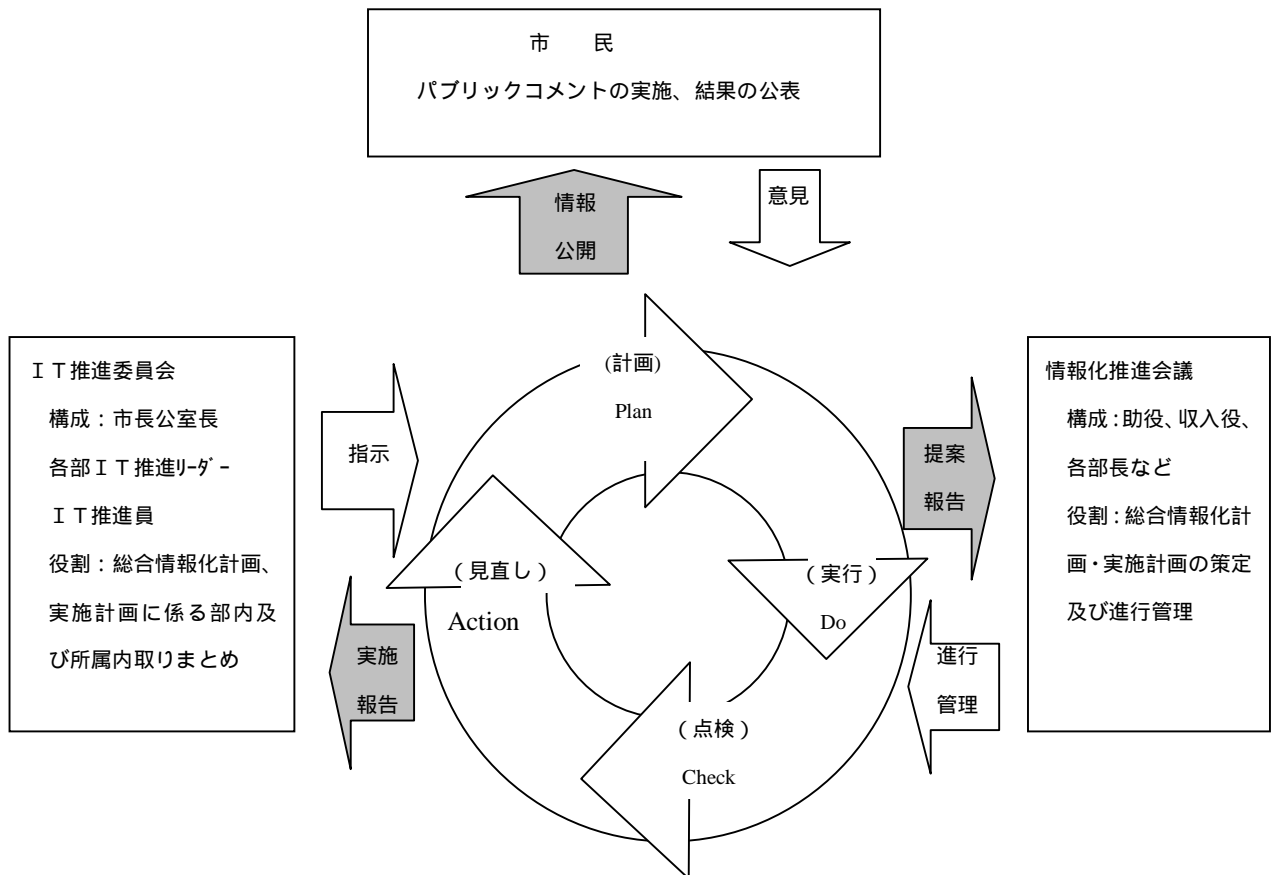 市　　民
パブリックコメントの実施、結果の公表
情報
公開
意見
ＩＴ推進委員会
構成：市長公室長
各部ＩＴ推進ﾘｰﾀﾞｰ
ＩＴ推進員
役割：総合情報化計画、
実施計画に係る部内及
び所属内取りまとめ
指示
実施
報告
(計画)
Plan
（実行）
Do
（点検）
Check
（見直し）
Action
提案
報告
進行
管理
情報化推進会議
構成：助役、収入役、
各部長など
役割：総合情報化計
画・実施計画の策定
及び進行管理